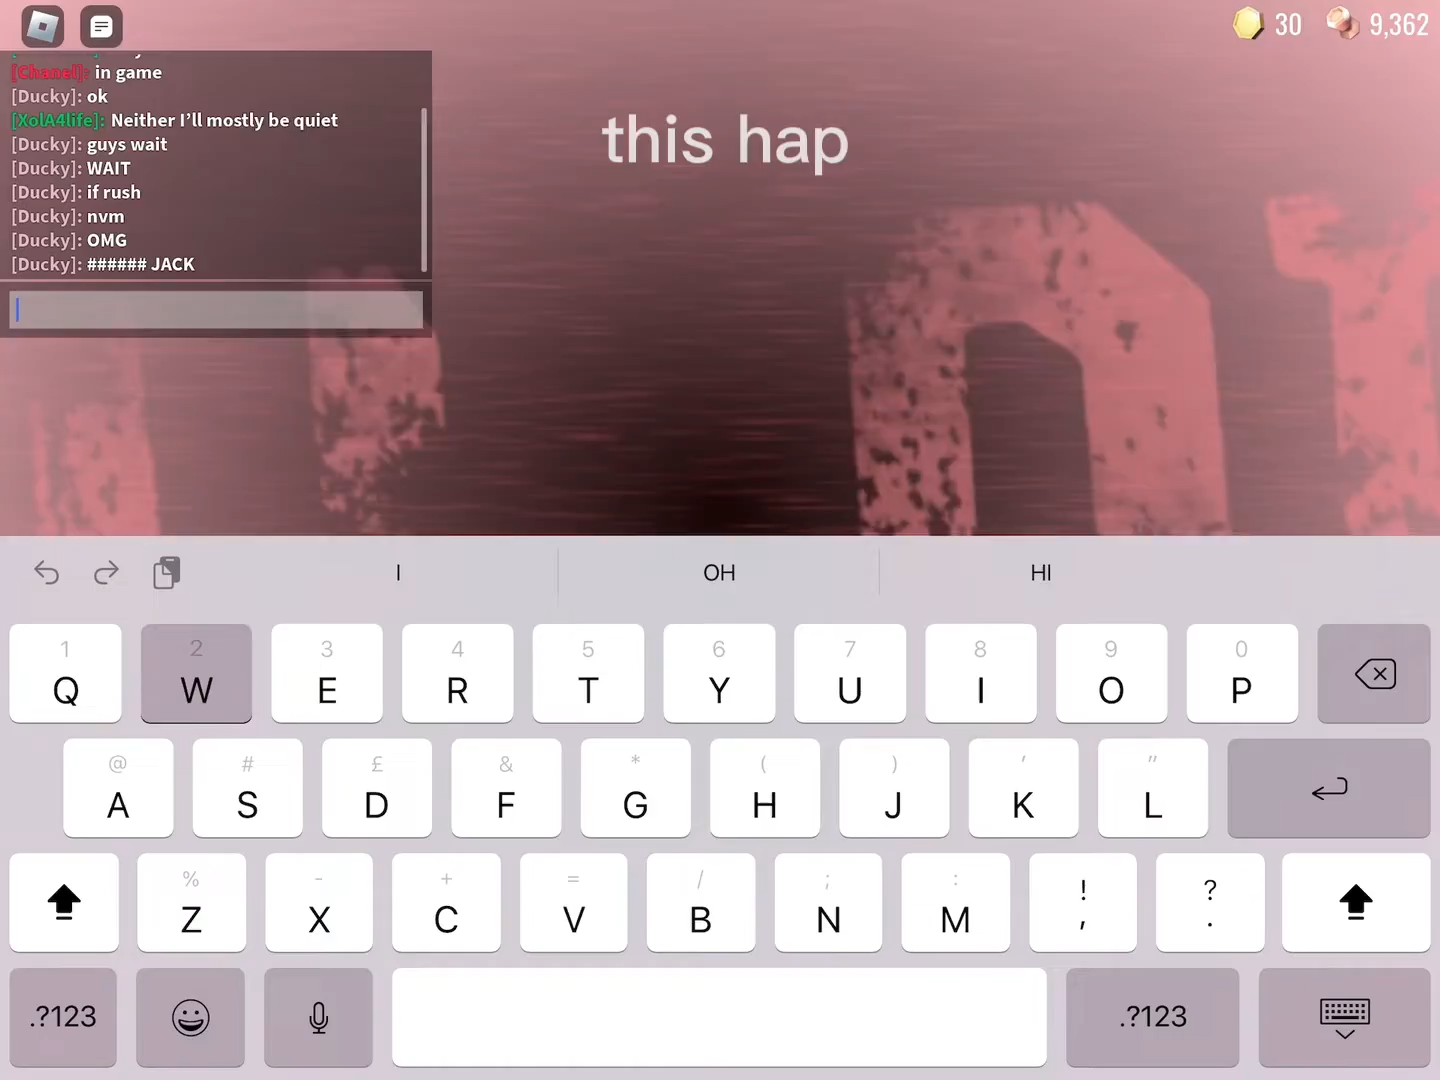 30
9,362
[Chanel]: in game
[Ducky]: ok
[XolA4life]: Neither I’ll mostly be quiet
[Ducky]: guys wait
[Ducky]: WAIT
[Ducky]: if rush
[Ducky]: nvm
[Ducky]: OMG
[Ducky]: ###### JACK
this hap
I
OH
HI
1 2 3 4 5 6 7 8 9 0
Q W E R T Y U I O P
@ # £ & * ( ) ' "
A S D F G H J K L
% - + = / ; : ! ?
Z X C V B N M , .
.?123
.?123